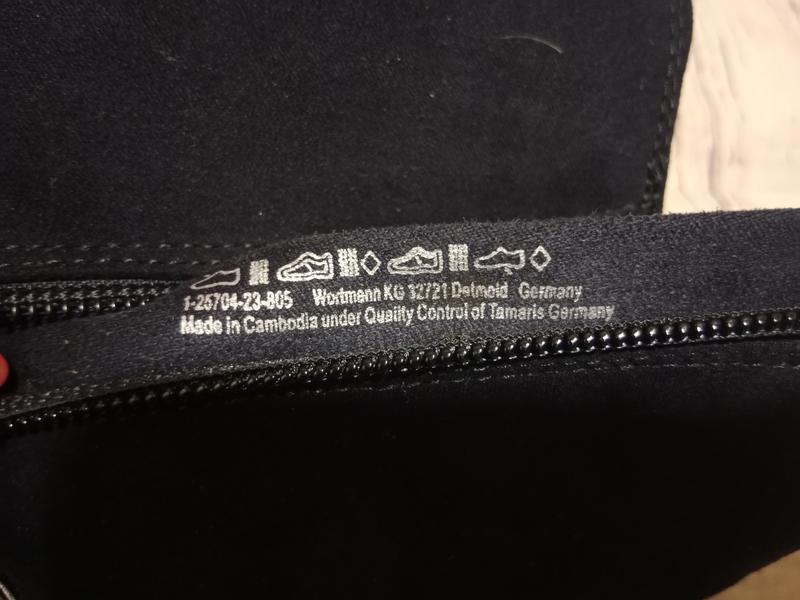 1-25704-23-805 Wortmann KG 32721 Detmold Germany
Made in Cambodia under Quality Control of Tamaris Germany